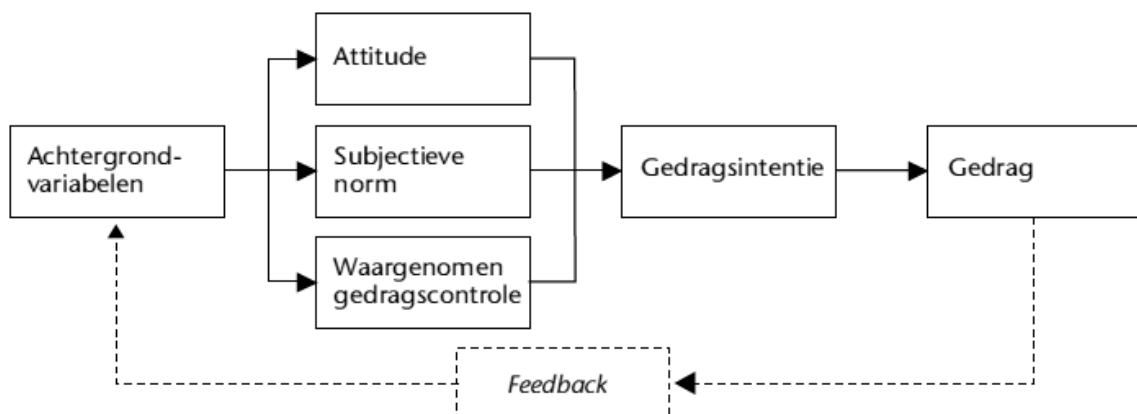 Attitude
Achtergrond-
variabelen
Subjectieve
norm
Gedragsintentie
Gedrag
Waargenomen
gedragscontrole
Feedback